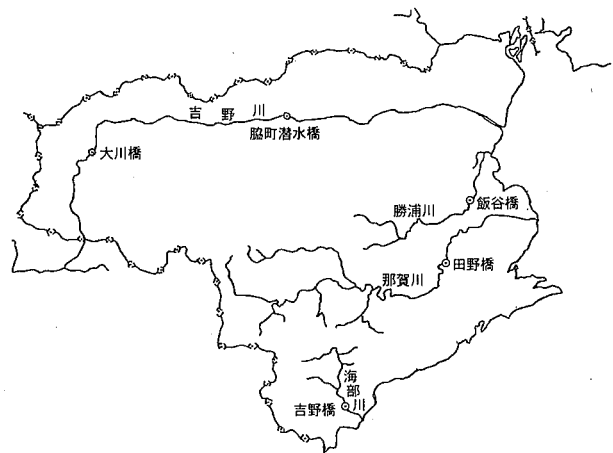 吉野川
脇町潜水橋
大川橋
勝浦川
飯谷橋
那賀川
田野橋
海部川
吉野橋